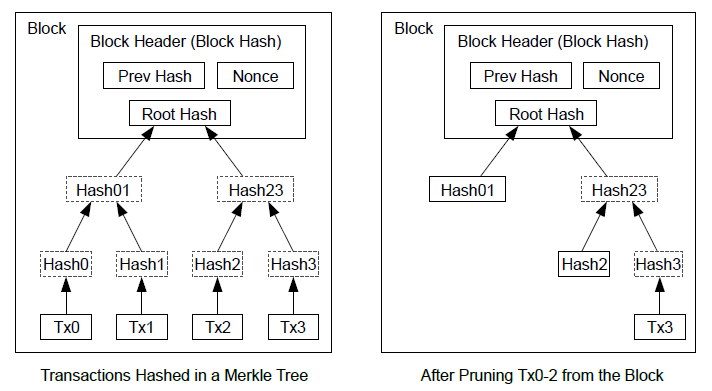 Block
Block Header (Block Hash)
Prev Hash
Nonce
Root Hash
Hash01
Hash23
Hash0
Hash1
Hash2
Hash3
Tx0
Tx1
Tx2
Tx3
Transactions Hashed in a Merkle Tree
Block
Block Header (Block Hash)
Prev Hash
Nonce
Root Hash
Hash01
Hash23
Hash2
Hash3
Tx3
After Pruning Tx0-2 from the Block